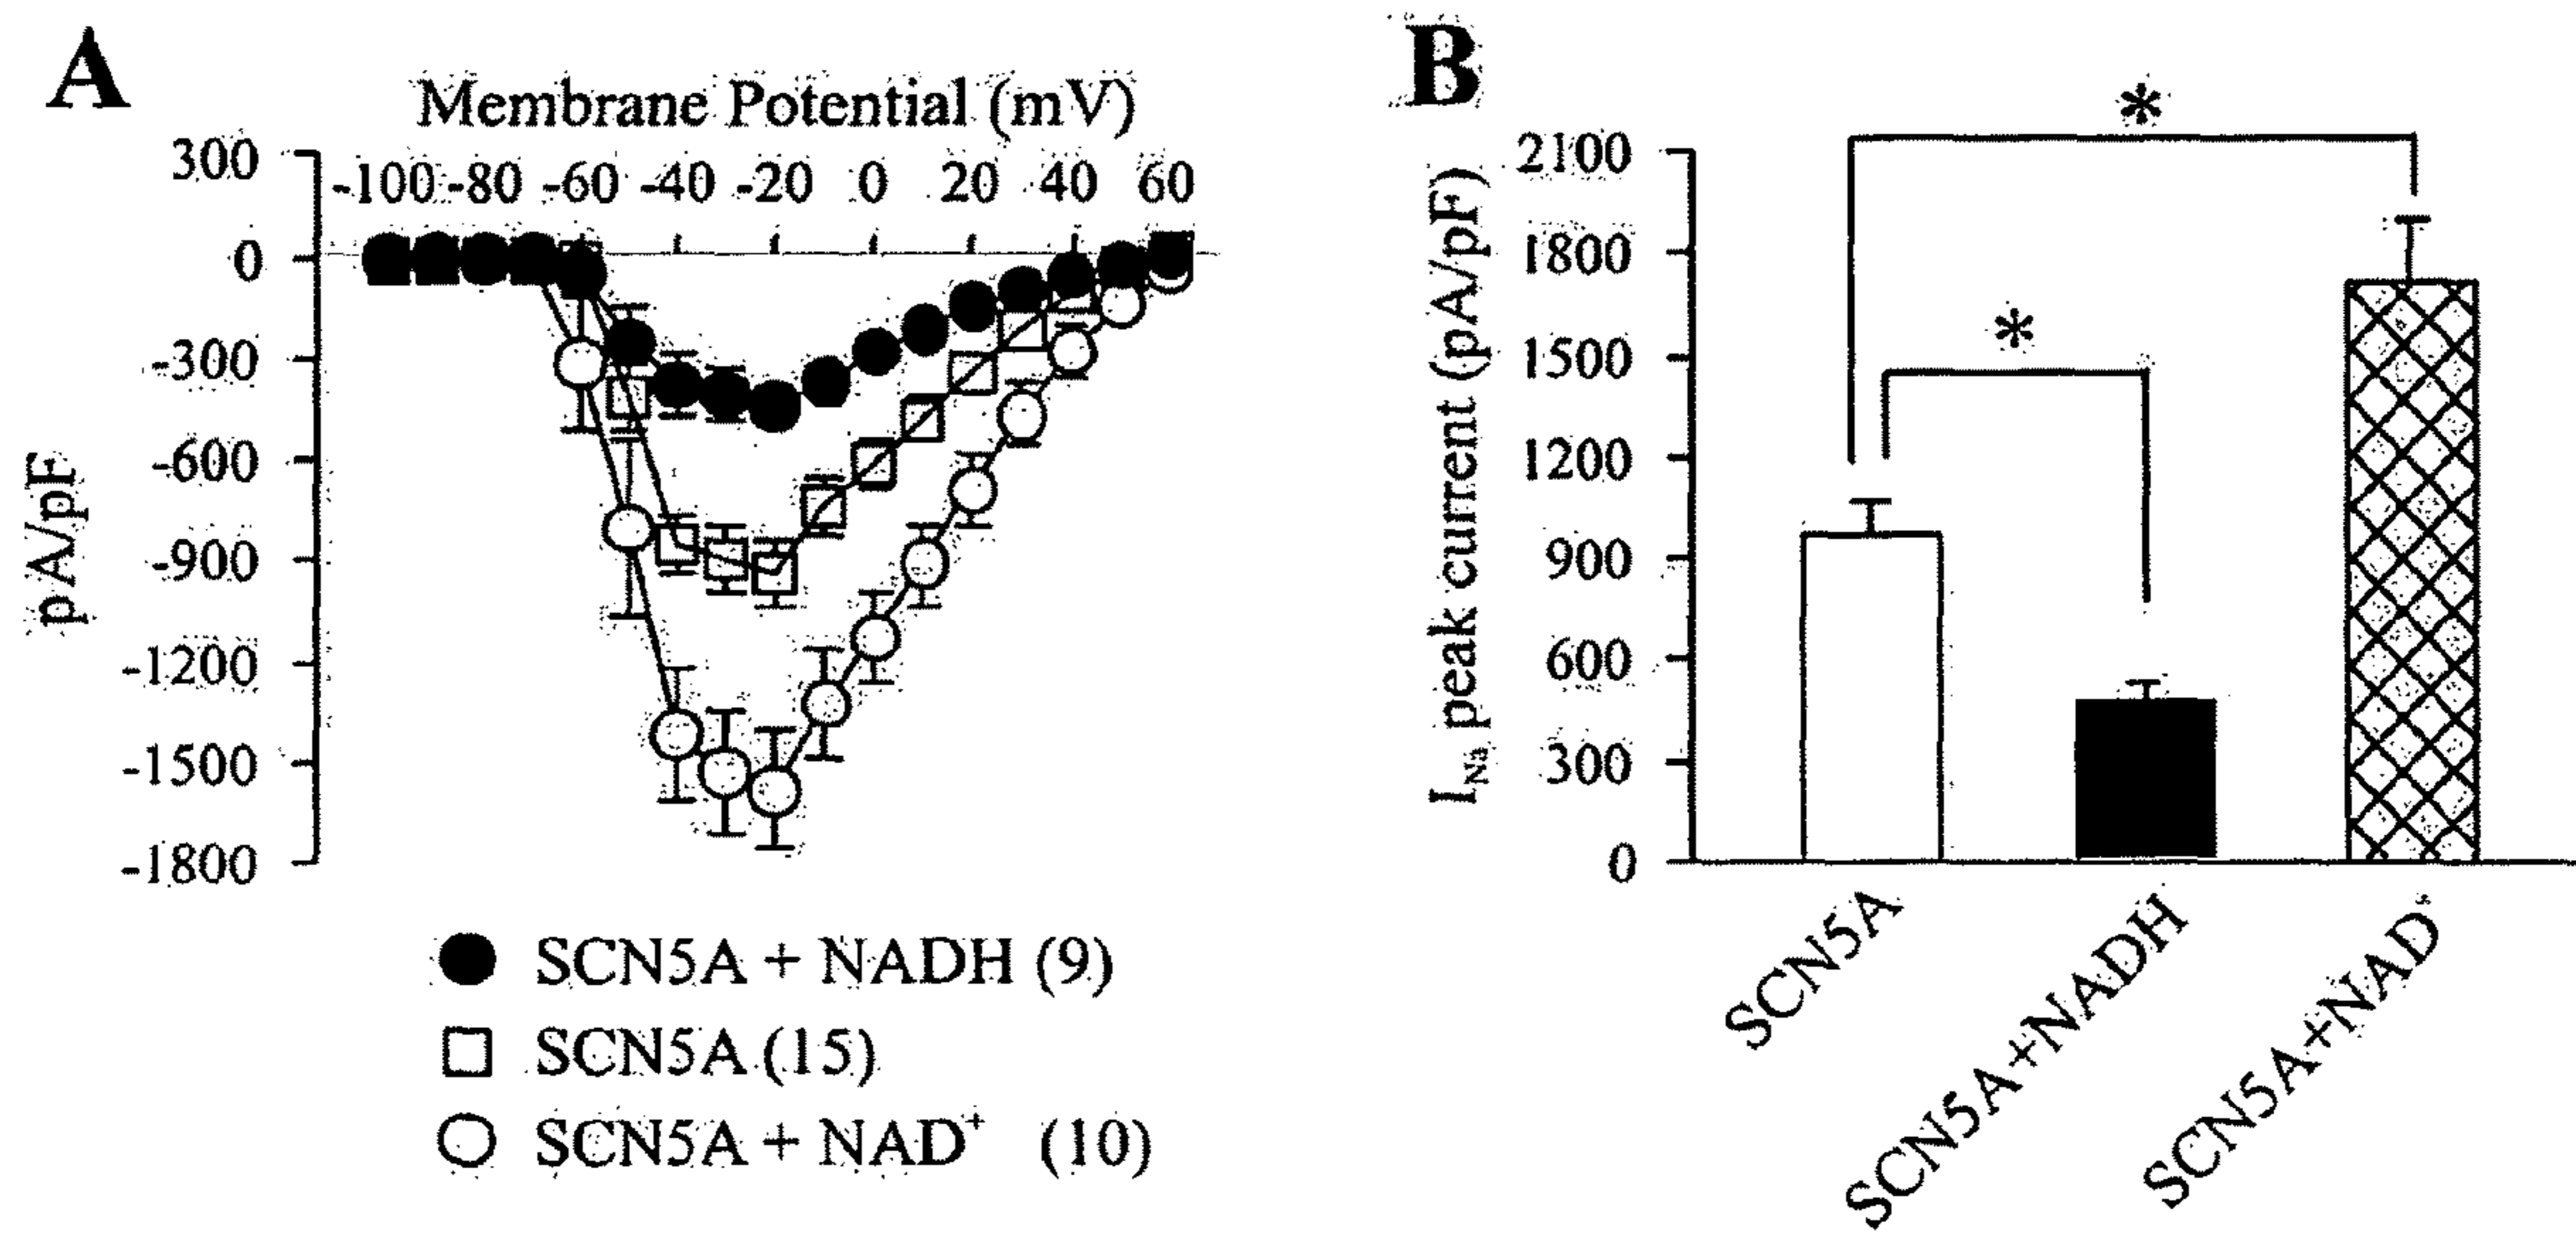 A
Membrane Potential (mV)
-100 -80 -60 -40 -20 0 20 40 60
300
0
-300
-600
-900
-1200
-1500
-1800
pA/pF
SCN5A + NADH (9)
SCN5A (15)
SCN5A + NAD⁺ (10)
B
*
*
2100
1800
1500
1200
900
600
300
0
I_Na peak current (pA/pF)
SCN5A
SCN5A+NADH
SCN5A+NAD⁺